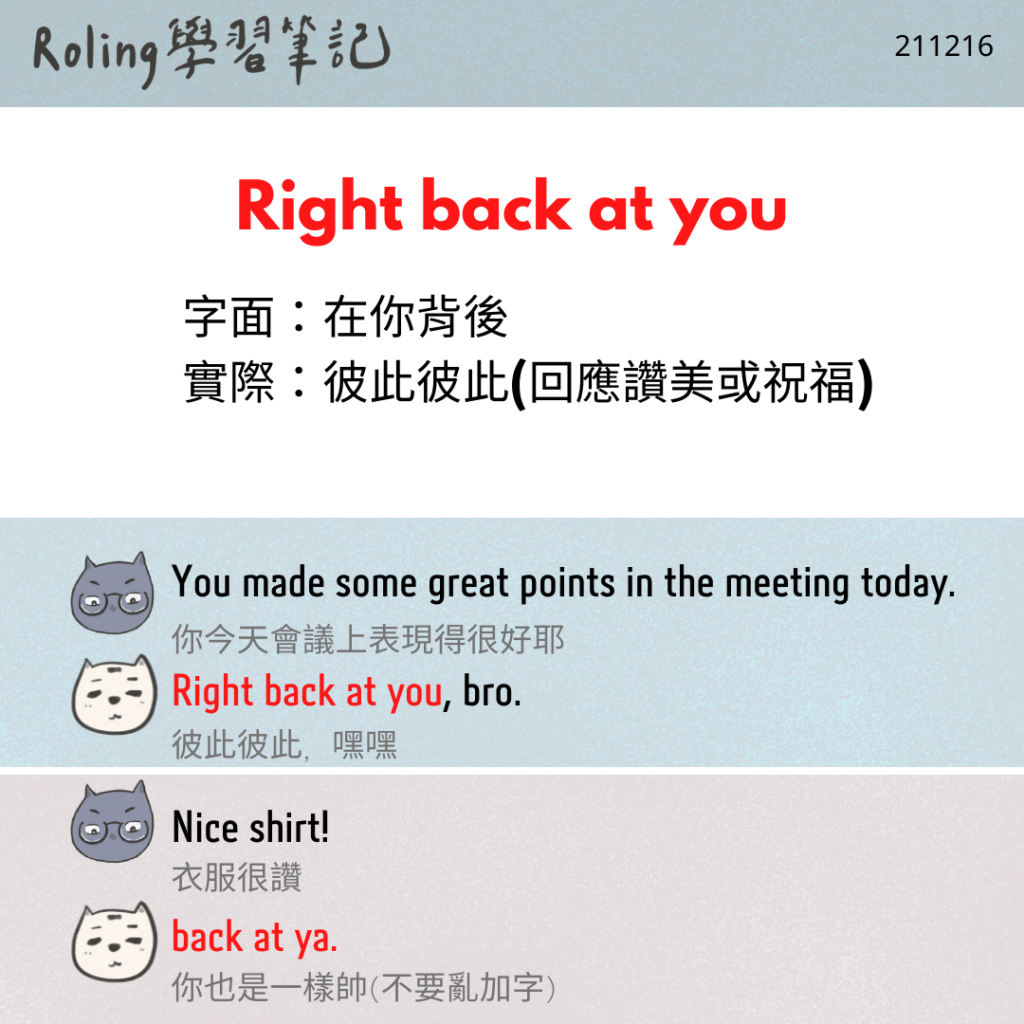 Roling學習筆記
211216
Right back at you
字面：在你背後
實際：彼此彼此(回應讚美或祝福)
You made some great points in the meeting today.
你今天會議上表現得很好耶
Right back at you, bro.
彼此彼此，嘿嘿
Nice shirt!
衣服很讚
back at ya.
你也是一樣帥(不要亂加字)